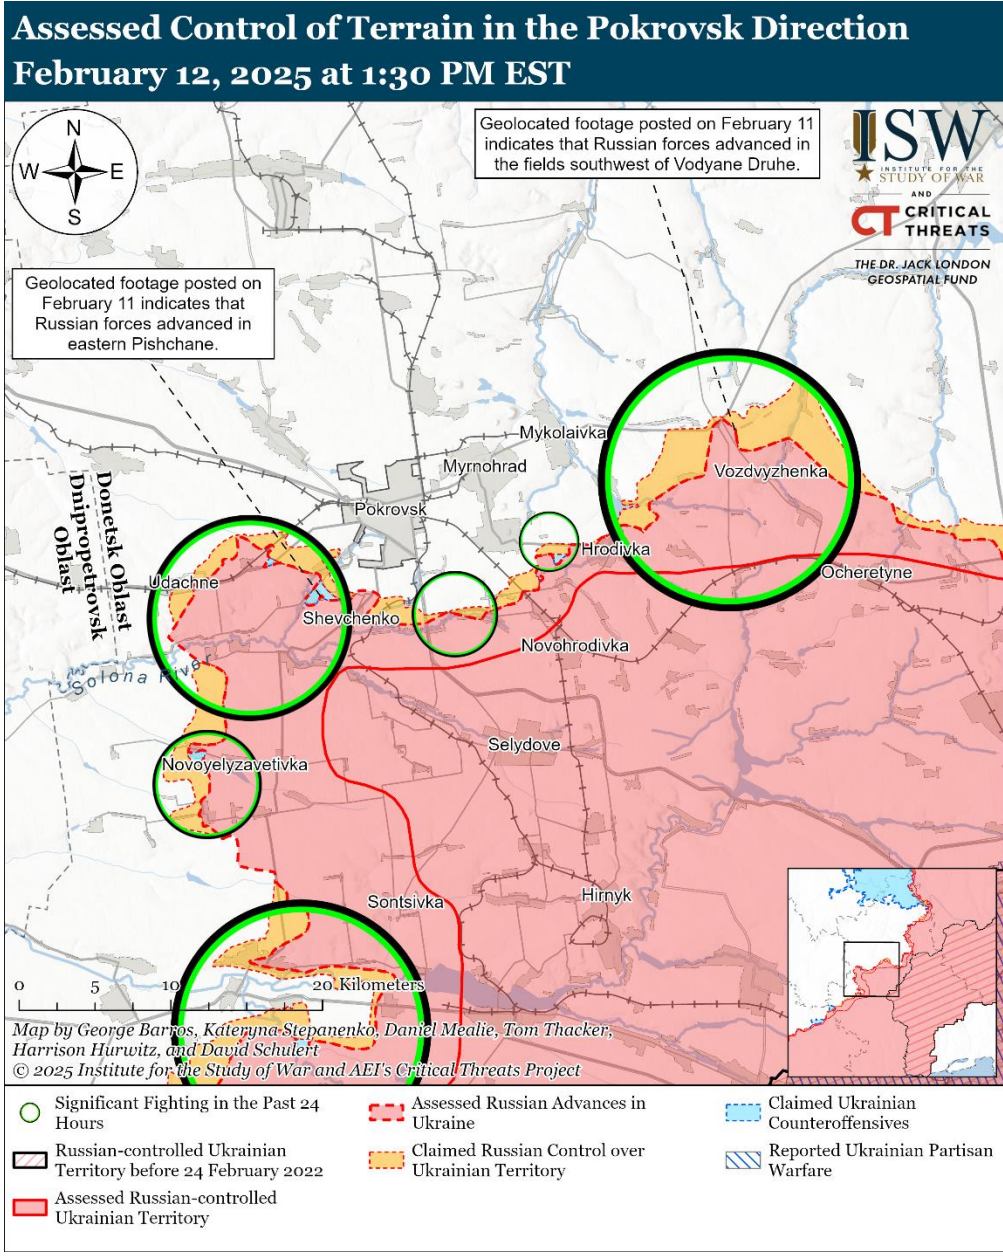 Assessed Control of Terrain in the Pokrovsk Direction
February 12, 2025 at 1:30 PM EST
N
W
E
S
Geolocated footage posted on February 11
indicates that Russian forces advanced in
the fields southwest of Vodyane Druhe.
ISW
INSTITUTE FOR THE
STUDY OF WAR
AND
CT CRITICAL
THREATS
THE DR. JACK LONDON
GEOSPATIAL FUND
Geolocated footage posted on
February 11 indicates that
Russian forces advanced in
eastern Pishchane.
Mykolaivka
Myrnohrad
Vozdvyzhenka
Pokrovsk
Donetsk Oblast
Dnipropetrovsk
Oblast
Hrodivka
Udachne
Ocheretyne
Shevchenko
Novohrodivka
Solona River
Selydove
Novoyelyzavetivka
Sontsivka
Hirnyk
0
5
10
20 Kilometers
Map by George Barros, Kateryna Stepanenko, Daniel Mealie, Tom Thacker,
Harrison Hurwitz, and David Schulert
© 2025 Institute for the Study of War and AEI's Critical Threats Project
Significant Fighting in the Past 24
Hours
Russian-controlled Ukrainian
Territory before 24 February 2022
Assessed Russian-controlled
Ukrainian Territory
Assessed Russian Advances in
Ukraine
Claimed Russian Control over
Ukrainian Territory
Claimed Ukrainian
Counteroffensives
Reported Ukrainian Partisan
Warfare